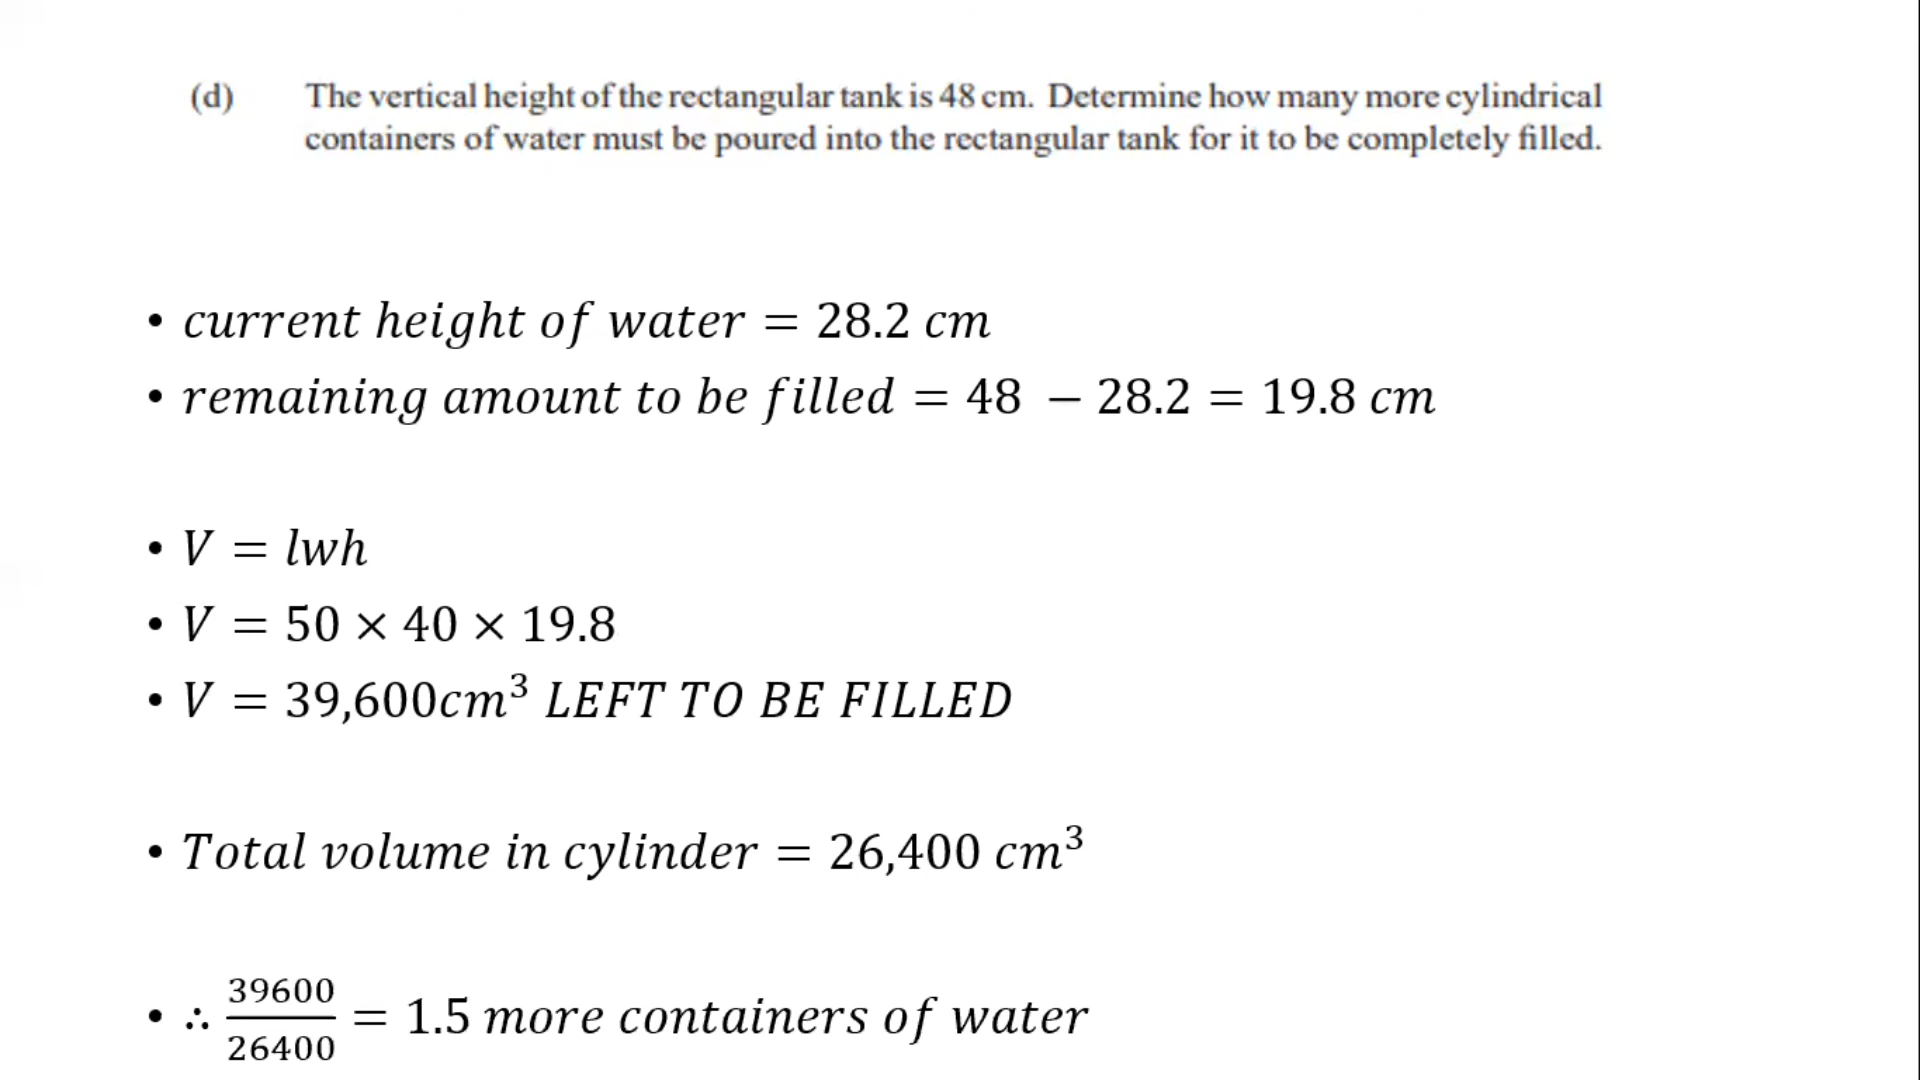 (d) The vertical height of the rectangular tank is 48 cm. Determine how many more cylindrical
containers of water must be poured into the rectangular tank for it to be completely filled.
• current height of water = 28.2 cm
• remaining amount to be filled = 48 − 28.2 = 19.8 cm
• V = lwh
• V = 50 × 40 × 19.8
• V = 39,600cm³ LEFT TO BE FILLED
• Total volume in cylinder = 26,400 cm³
• ∴ 39600/26400 = 1.5 more containers of water